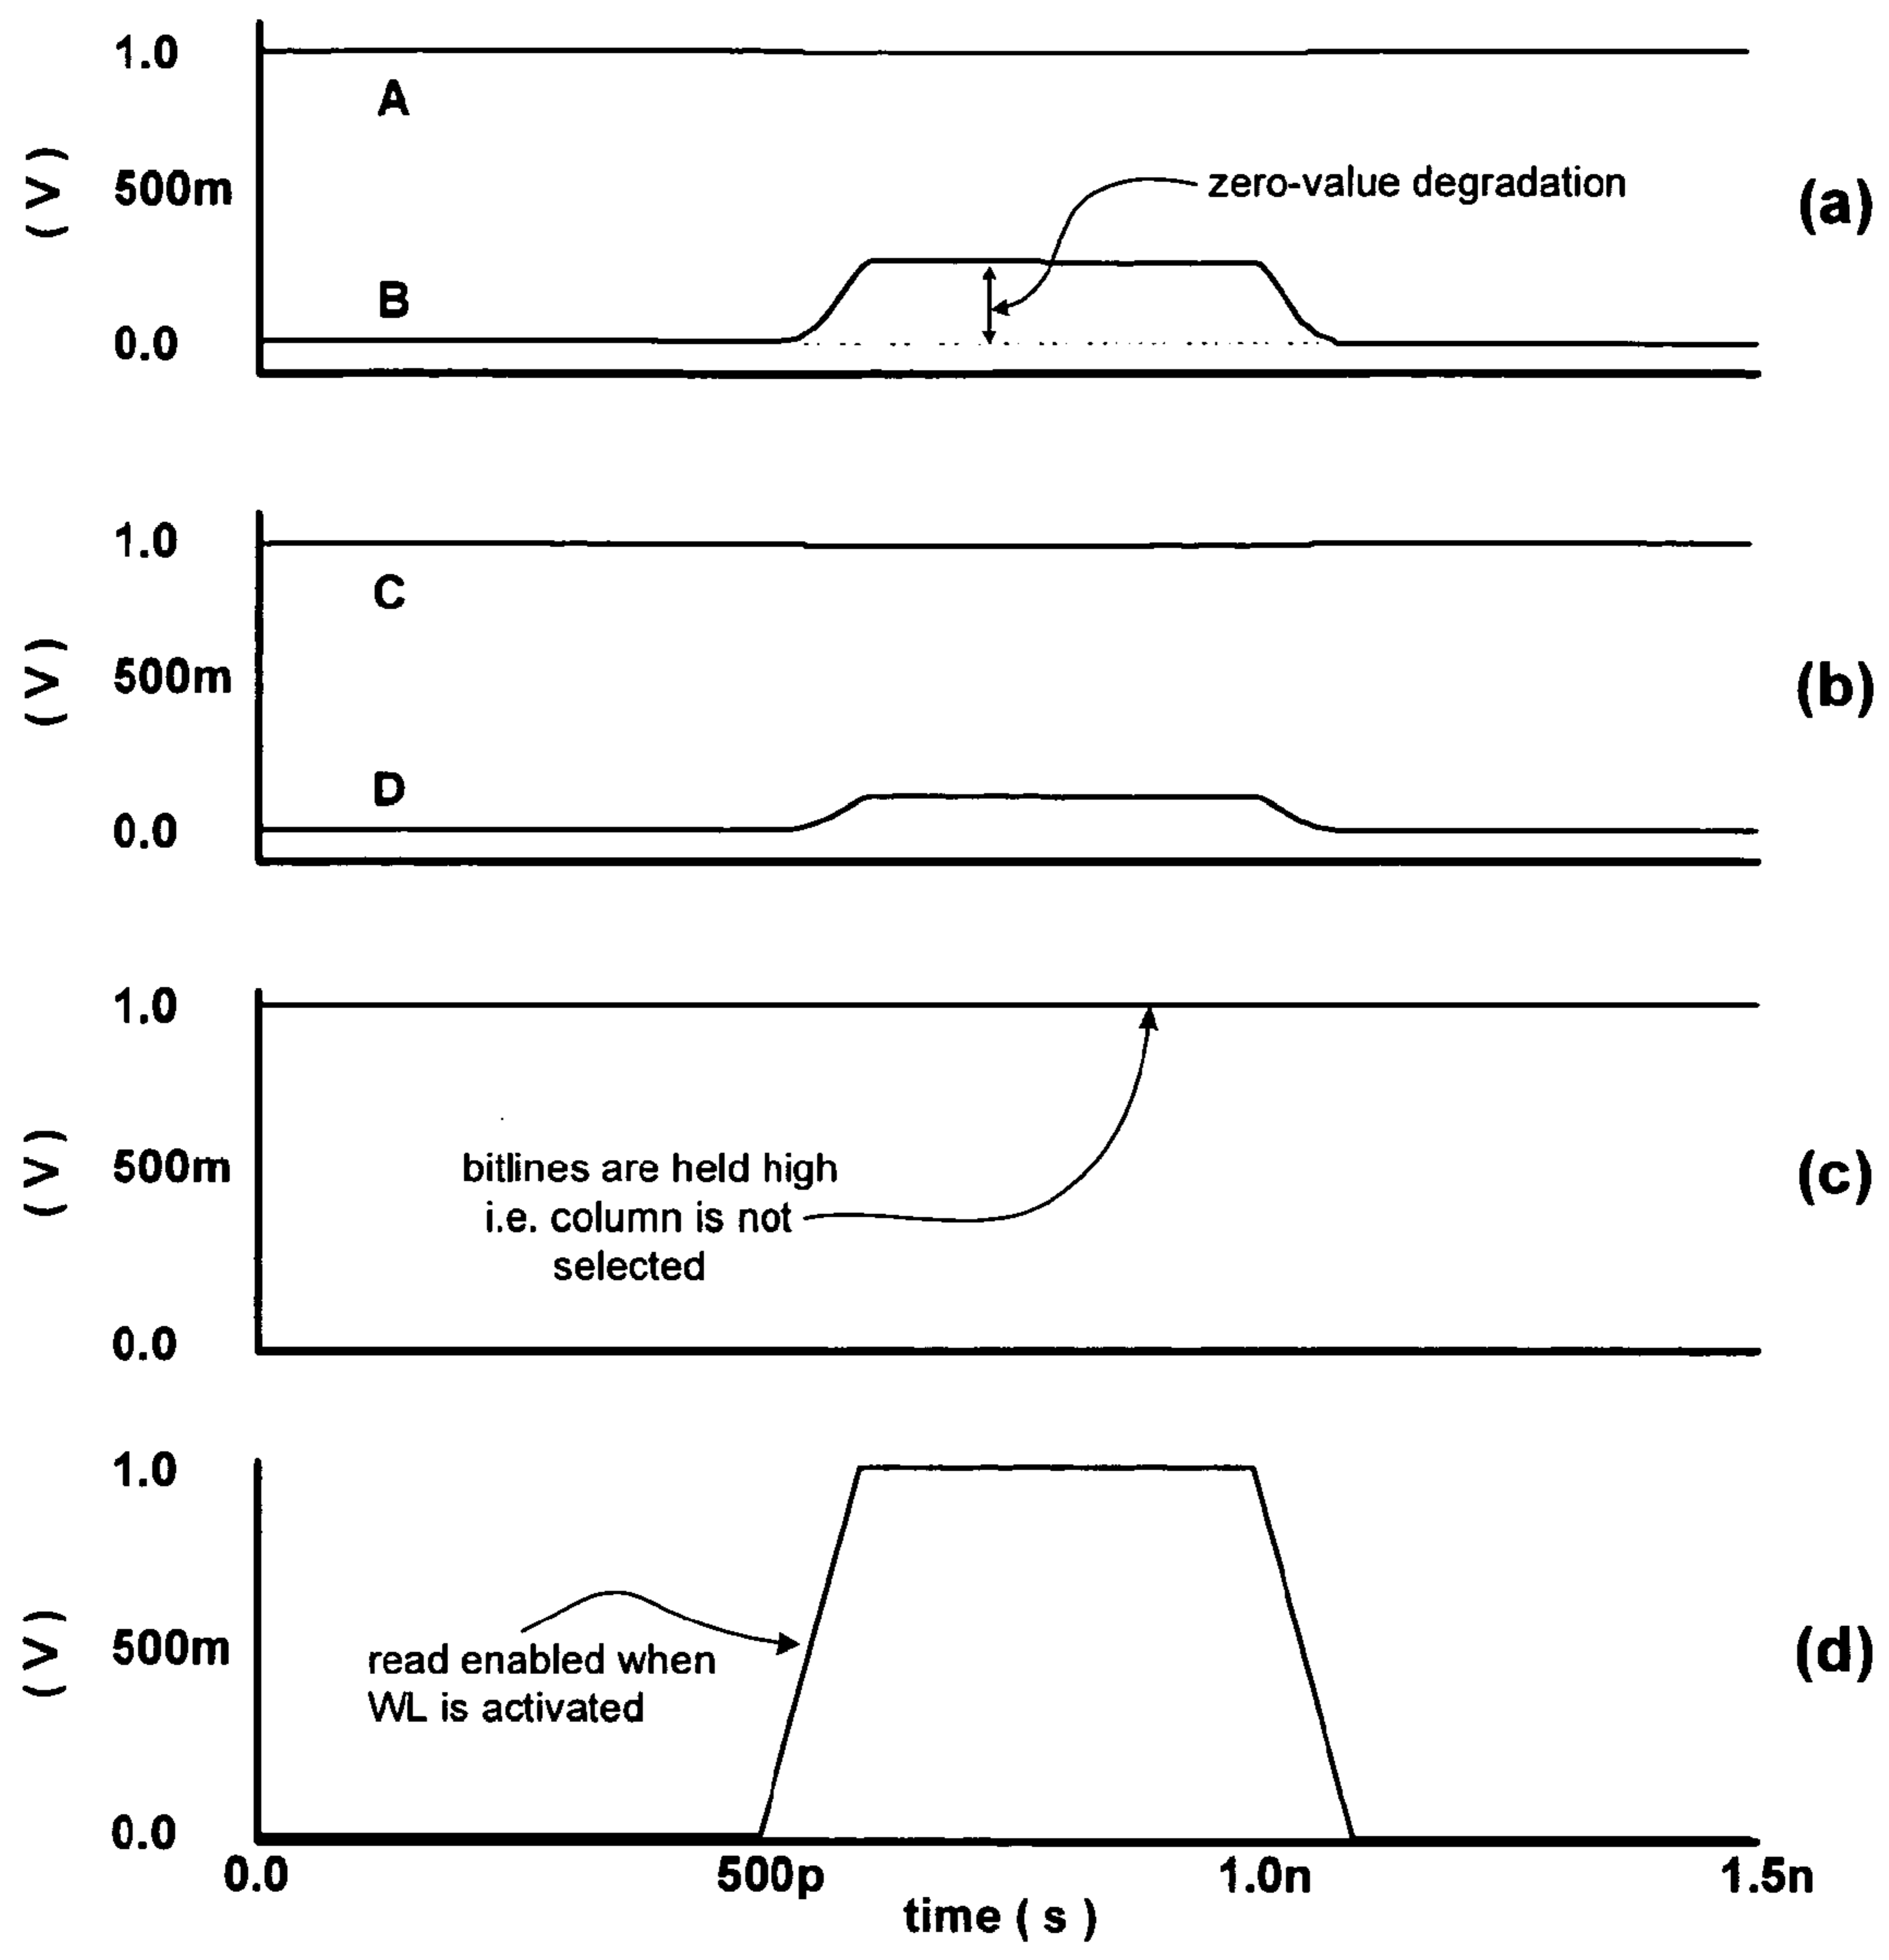 1.0
A
( V )
500m
zero-value degradation
(a)
B
0.0
1.0
C
( V )
500m
(b)
D
0.0
1.0
( V )
500m
bitlines are held high
i.e. column is not
selected
(c)
0.0
1.0
( V )
500m
read enabled when
WL is activated
(d)
0.0
0.0
500p
1.0n
1.5n
time ( s )